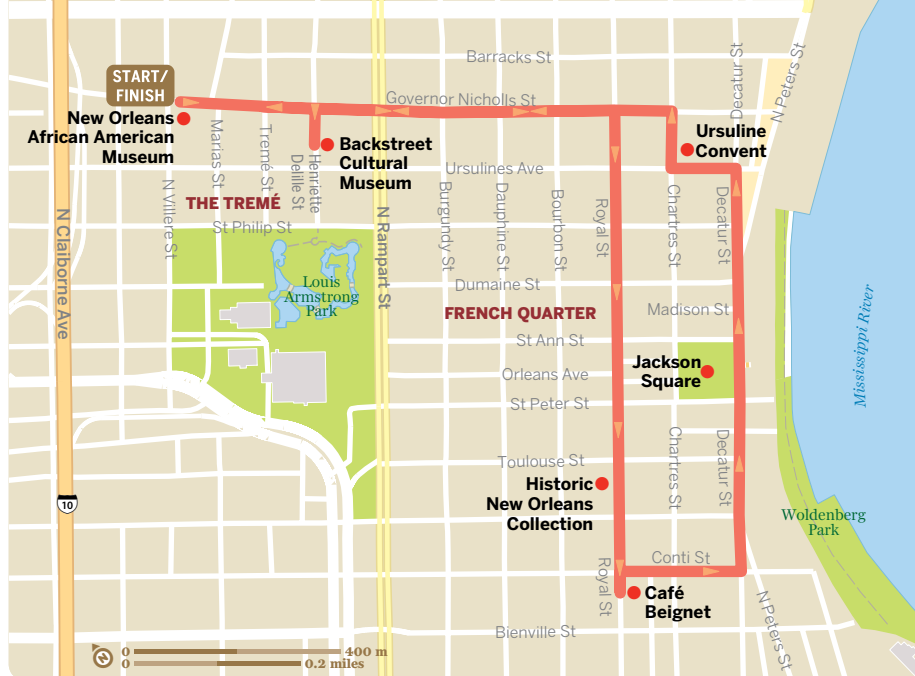 Barracks St
Decatur St
N Peters St
START/
FINISH
Governor Nicholls St
New Orleans
African American
Museum
Marias St
Tremé St
Henriette
Delille St
Backstreet
Cultural
Museum
Ursuline
Convent
Ursulines Ave
N Villere St
THE TREMÉ
St Philip St
N Claiborne Ave
N Rampart St
Burgundy St
Dauphine St
Bourbon St
Royal St
Chartres St
Decatur St
Louis
Armstrong
Park
Dumaine St
FRENCH QUARTER
Madison St
St Ann St
Mississippi River
Jackson
Square
Orleans Ave
St Peter St
Chartres St
Decatur St
Toulouse St
Historic
New Orleans
Collection
10
Woldenberg
Park
Conti St
Royal St
Café
Beignet
N Peters St
Bienville St
0 400 m
0 0.2 miles